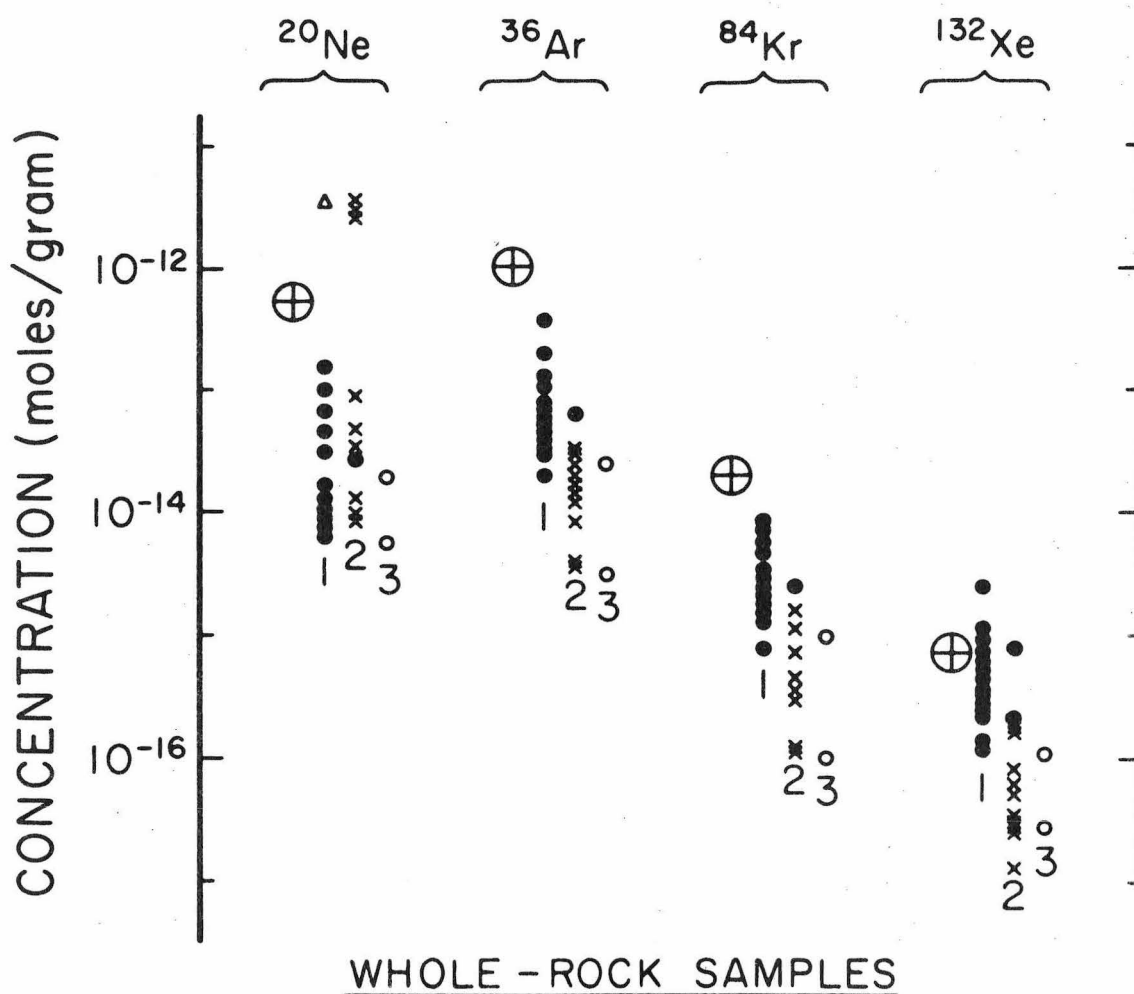 ²⁰Ne ³⁶Ar ⁸⁴Kr ¹³²Xe
CONCENTRATION (moles/gram)
10⁻¹²
10⁻¹⁴
10⁻¹⁶
1 2 3
1 2 3
1 2 3
1 2 3
WHOLE-ROCK SAMPLES